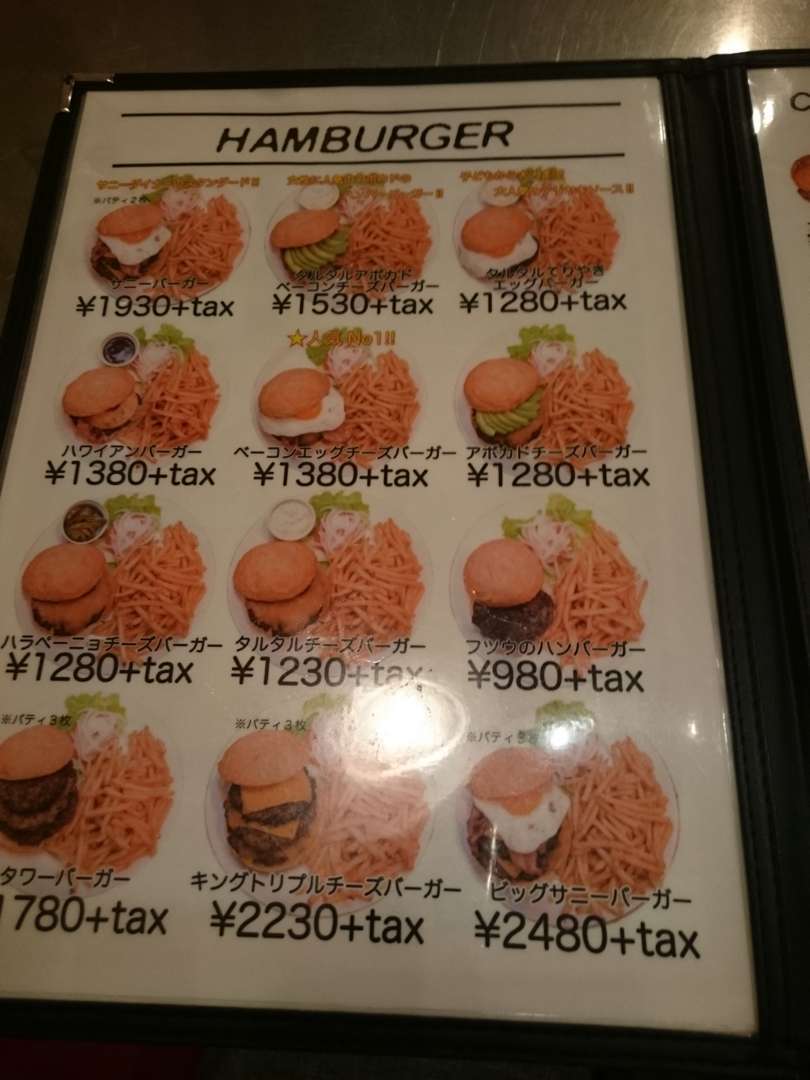 HAMBURGER
※パティ2枚
サニーバーガー
¥1930+tax
タルタルアボカド
ベーコンチーズバーガー
¥1530+tax
タルタルてりやき
エッグバーガー
¥1280+tax
ハワイアンバーガー
¥1380+tax
★人気No1!!
ベーコンエッグチーズバーガー
¥1380+tax
アボカドチーズバーガー
¥1280+tax
ハラペーニョチーズバーガー
¥1280+tax
タルタルチーズバーガー
¥1230+tax
フツウのハンバーガー
¥980+tax
※パティ3枚
タワーバーガー
1780+tax
※パティ3枚
キングトリプルチーズバーガー
¥2230+tax
※パティ
ビッグサニーバーガー
¥2480+tax
C